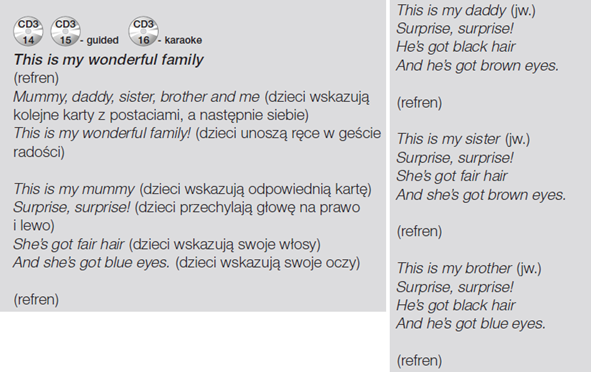 CD3 CD3 CD3
14 15 - guided 16 - karaoke
This is my wonderful family
(refren)
Mummy, daddy, sister, brother and me (dzieci wskazują
kolejne karty z postaciami, a następnie siebie)
This is my wonderful family! (dzieci unoszą ręce w geście
radości)
This is my mummy (dzieci wskazują odpowiednią kartę)
Surprise, surprise! (dzieci przechylają głowę na prawo
i lewo)
She's got fair hair (dzieci wskazują swoje włosy)
And she's got blue eyes. (dzieci wskazują swoje oczy)
(refren)
This is my daddy (jw.)
Surprise, surprise!
He's got black hair
And he's got brown eyes.
(refren)
This is my sister (jw.)
Surprise, surprise!
She's got fair hair
And she's got brown eyes.
(refren)
This is my brother (jw.)
Surprise, surprise!
He's got black hair
And he's got blue eyes.
(refren)